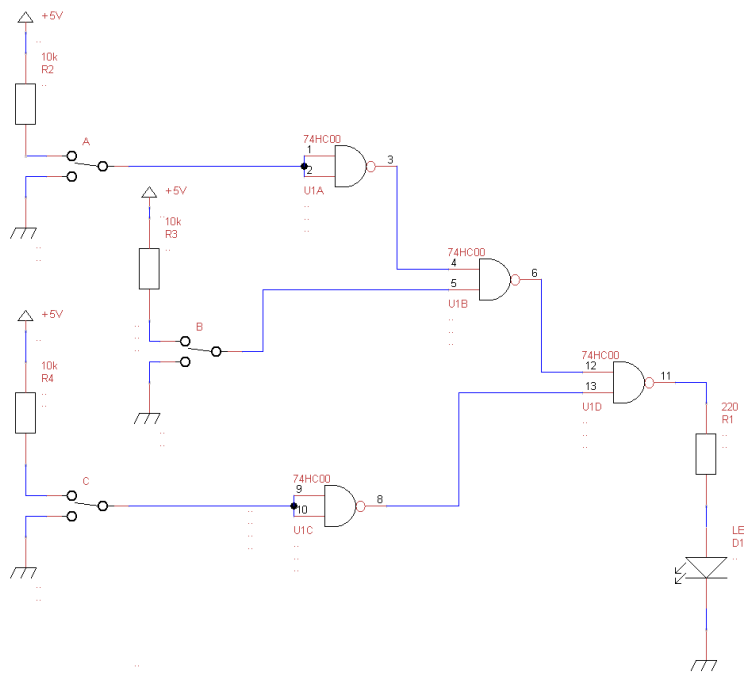 +5V
10k
R2
A
74HC00
1
2
3
U1A
+5V
10k
R3
74HC00
4
5
6
U1B
+5V
10k
R4
B
74HC00
12
13
11
U1D
220
R1
C
74HC00
9
10
8
U1C
LE
D1